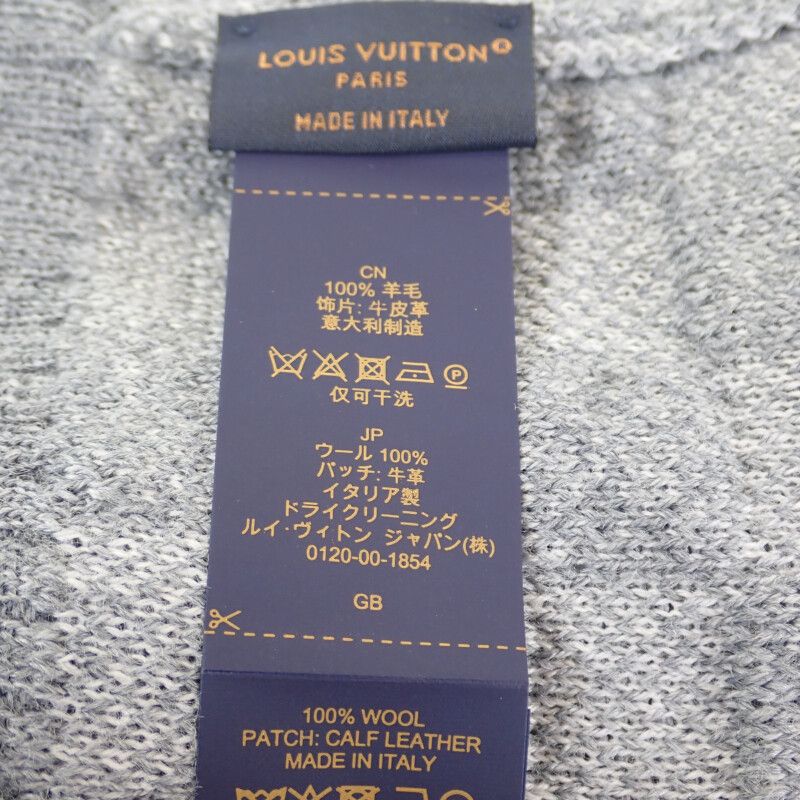 LOUIS VUITTON®
PARIS
MADE IN ITALY
CN
100% 羊毛
饰片: 牛皮革
意大利制造
P
仅可干洗
JP
ウール 100%
パッチ: 牛革
イタリア製
ドライクリーニング
ルイ・ヴィトン ジャパン(株)
0120-00-1854
GB
100% WOOL
PATCH: CALF LEATHER
MADE IN ITALY